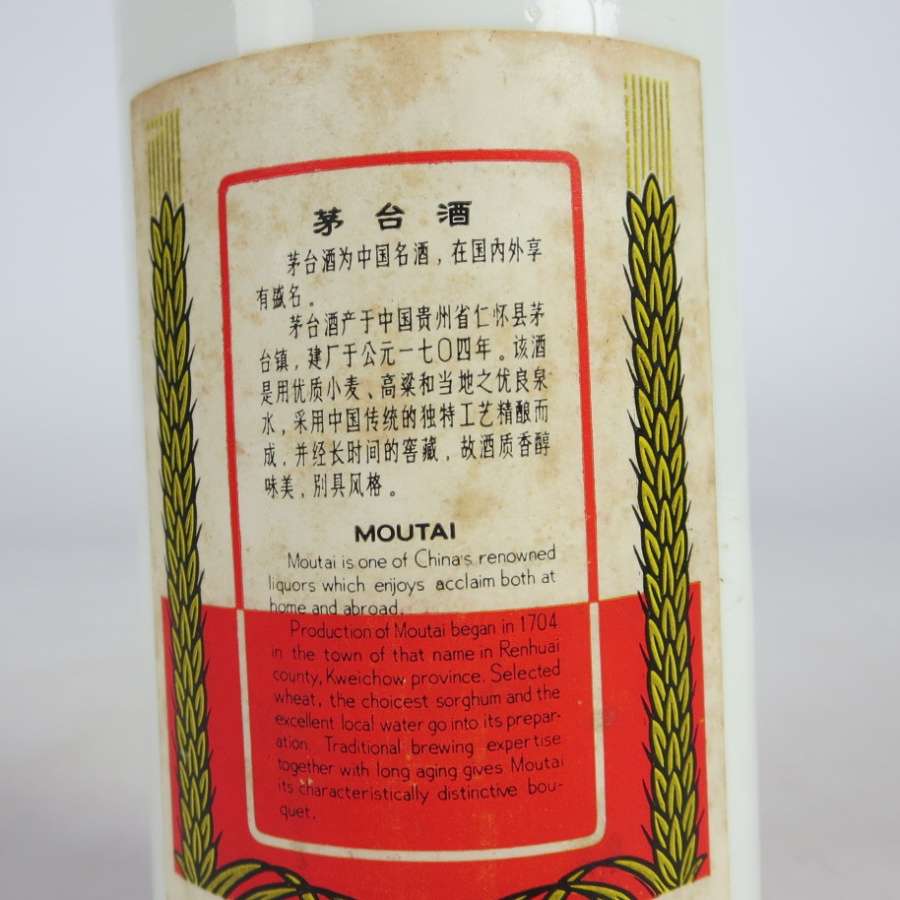 茅台酒
茅台酒为中国名酒，在国内外享
有盛名。
茅台酒产于中国贵州省仁怀县茅
台镇，建厂于公元一七〇四年。该酒
是用优质小麦、高粱和当地之优良泉
水，采用中国传统的独特工艺精酿而
成，并经长时间的窖藏，故酒质香醇
味美，别具风格。
MOUTAI
Moutai is one of China's renowned
liquors which enjoys acclaim both at
home and abroad.
Production of Moutai began in 1704
in the town of that name in Renhuai
county, Kweichow province. Selected
wheat, the choicest sorghum and the
excellent local water go into its prepar-
ation. Traditional brewing expertise
together with long aging gives Moutai
its characteristically distinctive bou-
quet.